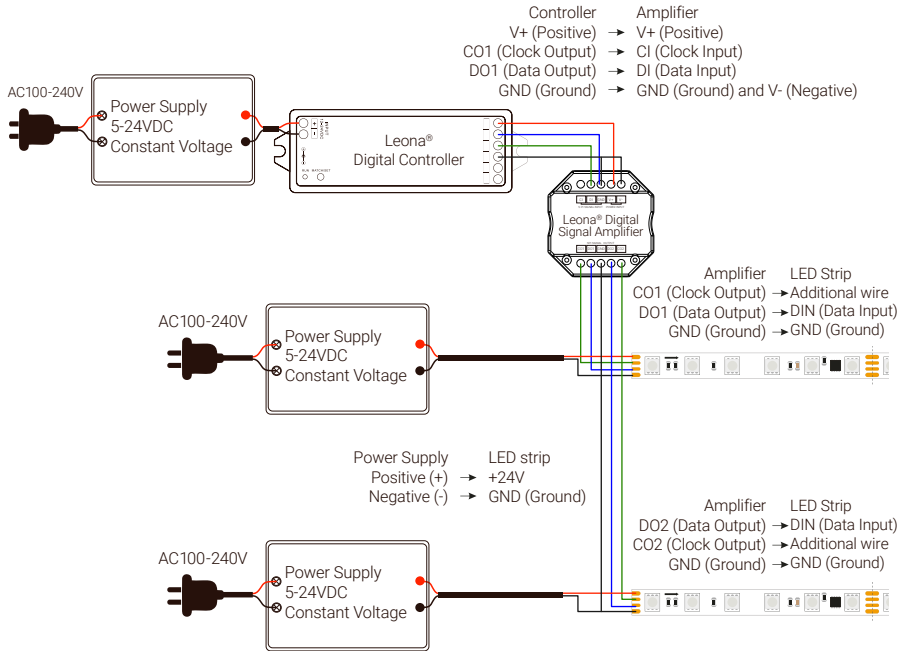 Controller Amplifier
V+ (Positive) → V+ (Positive)
CO1 (Clock Output) → CI (Clock Input)
DO1 (Data Output) → DI (Data Input)
GND (Ground) → GND (Ground) and V- (Negative)
AC100-240V
Power Supply
5-24VDC
Constant Voltage
Leona®
Digital Controller
RUN MATCH/SET
Leona® Digital
Signal Amplifier
Amplifier LED Strip
CO1 (Clock Output) → Additional wire
DO1 (Data Output) → DIN (Data Input)
GND (Ground) → GND (Ground)
AC100-240V
Power Supply
5-24VDC
Constant Voltage
Power Supply LED strip
Positive (+) → +24V
Negative (-) → GND (Ground)
Amplifier LED Strip
DO2 (Data Output) → DIN (Data Input)
CO2 (Clock Output) → Additional wire
GND (Ground) → GND (Ground)
AC100-240V
Power Supply
5-24VDC
Constant Voltage